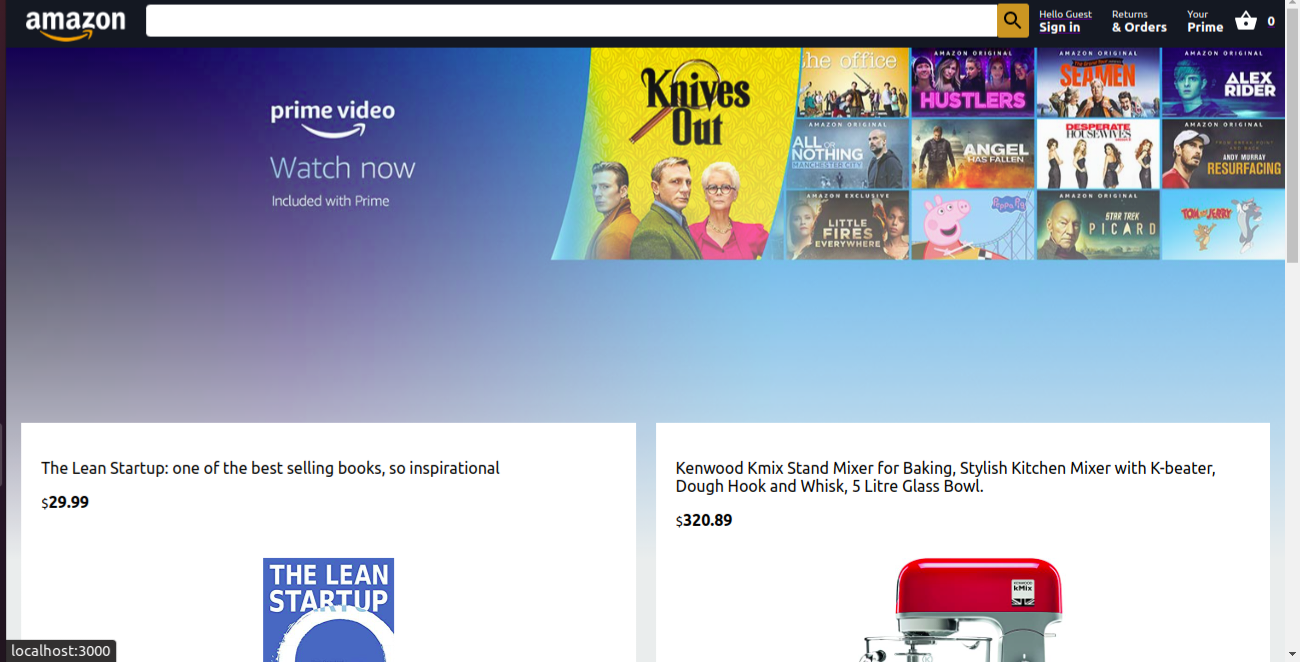 amazon
Hello Guest
Sign in
Returns
& Orders
Your
Prime
0
prime video
Watch now
Included with Prime
Knives
Out
the office
AMAZON ORIGINAL
HUSTLERS
AMAZON ORIGINAL
SEAMEN
AMAZON ORIGINAL
ALEX
RIDER
AMAZON ORIGINAL
ALL OR
NOTHING
MANCHESTER CITY
ANGEL
HAS FALLEN
DESPERATE
HOUSEWIVES
AMAZON ORIGINAL
ANDY MURRAY
RESURFACING
AMAZON EXCLUSIVE
LITTLE
FIRES
EVERYWHERE
Peppa Pig
AMAZON ORIGINAL
STAR TREK
PICARD
TOM and JERRY
The Lean Startup: one of the best selling books, so inspirational
$29.99
THE LEAN
STARTUP
Kenwood Kmix Stand Mixer for Baking, Stylish Kitchen Mixer with K-beater,
Dough Hook and Whisk, 5 Litre Glass Bowl.
$320.89
KENWOOD
kMix
localhost:3000